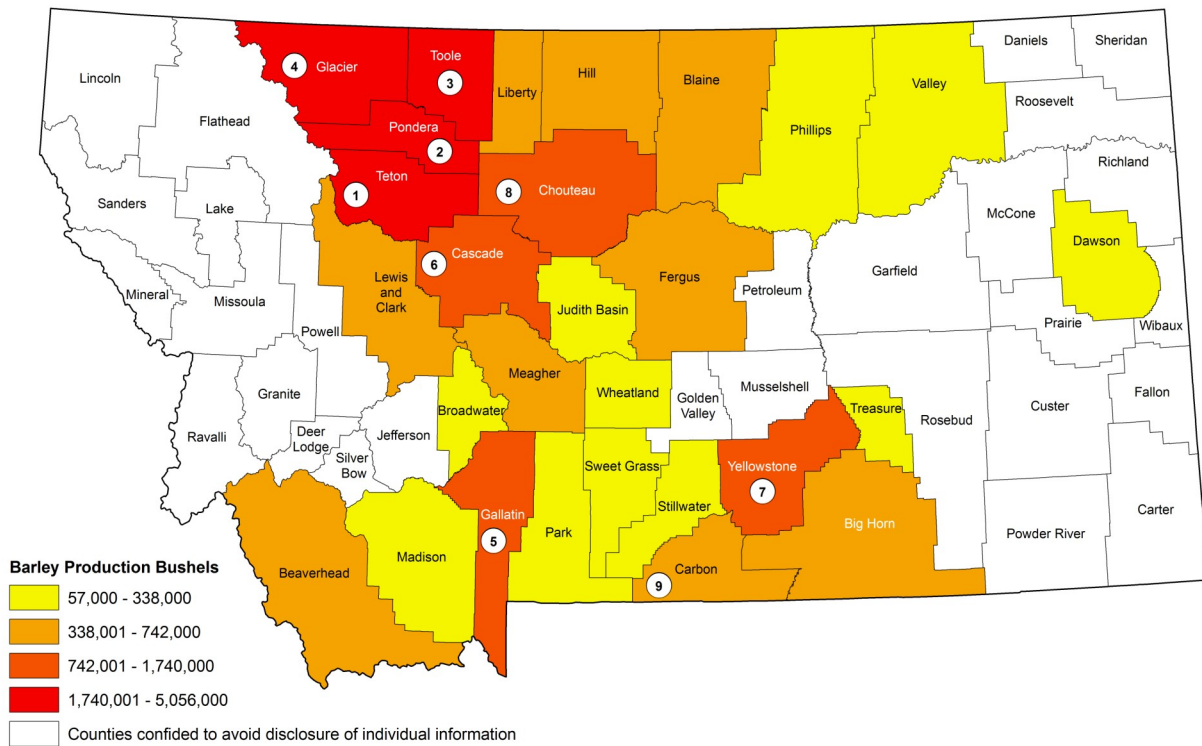 Lincoln
Flathead
4
Glacier
Toole
3
Liberty
Hill
Blaine
Phillips
Valley
Daniels
Sheridan
Roosevelt
Pondera
2
Teton
1
8
Chouteau
Richland
McCone
Dawson
Sanders
Lake
Cascade
6
Lewis
and
Clark
Fergus
Judith Basin
Petroleum
Garfield
Prairie
Wibaux
Mineral
Missoula
Powell
Meagher
Wheatland
Golden
Valley
Musselshell
Treasure
Rosebud
Custer
Fallon
Granite
Ravalli
Deer
Lodge
Silver
Bow
Jefferson
Broadwater
Sweet Grass
Stillwater
Yellowstone
7
Gallatin
5
Park
Madison
Beaverhead
Carbon
9
Big Horn
Powder River
Carter
Barley Production Bushels
57,000 - 338,000
338,001 - 742,000
742,001 - 1,740,000
1,740,001 - 5,056,000
Counties confided to avoid disclosure of individual information